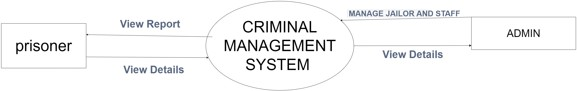 View Report
prisoner
View Details
CRIMINAL
MANAGEMENT
SYSTEM
MANAGE JAILOR AND STAFF
View Details
ADMIN